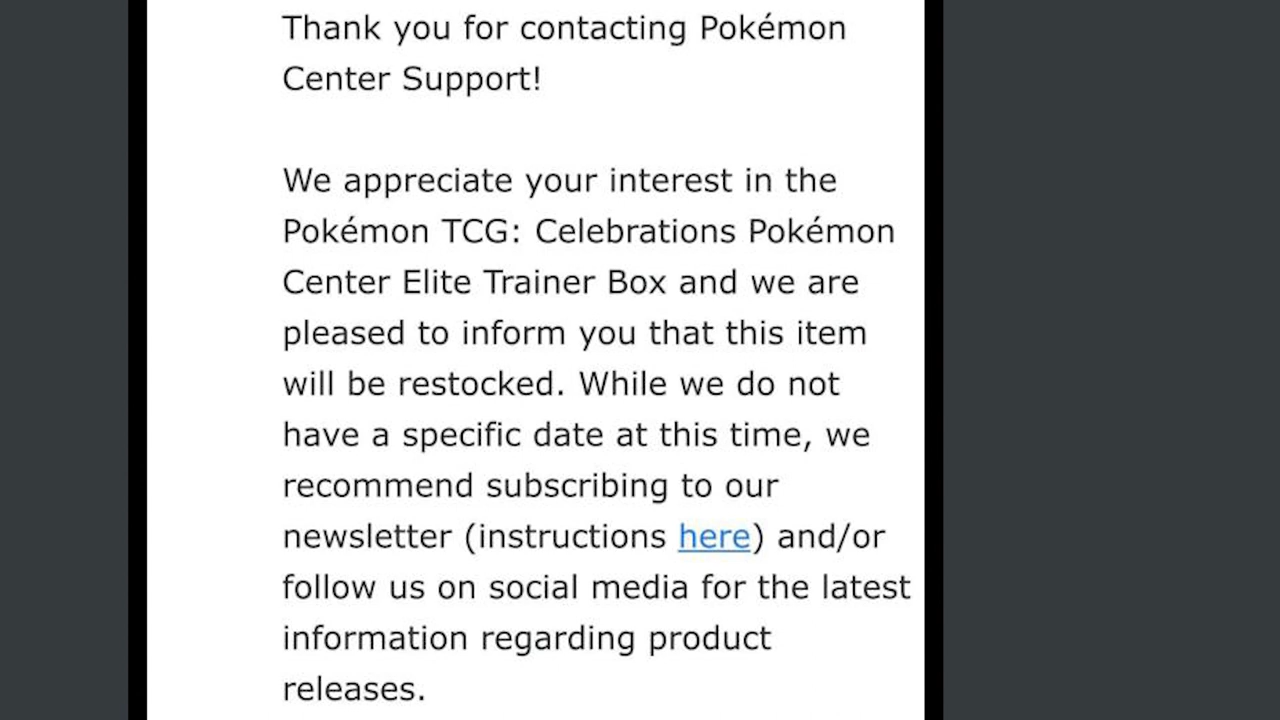 Thank you for contacting Pokémon
Center Support!
We appreciate your interest in the
Pokémon TCG: Celebrations Pokémon
Center Elite Trainer Box and we are
pleased to inform you that this item
will be restocked. While we do not
have a specific date at this time, we
recommend subscribing to our
newsletter (instructions here) and/or
follow us on social media for the latest
information regarding product
releases.